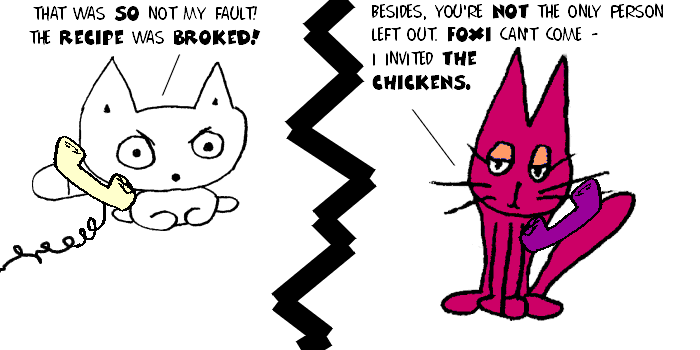 THAT WAS SO NOT MY FAULT!
THE RECIPE WAS BROKED!
BESIDES, YOU'RE NOT THE ONLY PERSON
LEFT OUT. FOXI CAN'T COME -
I INVITED THE
CHICKENS.